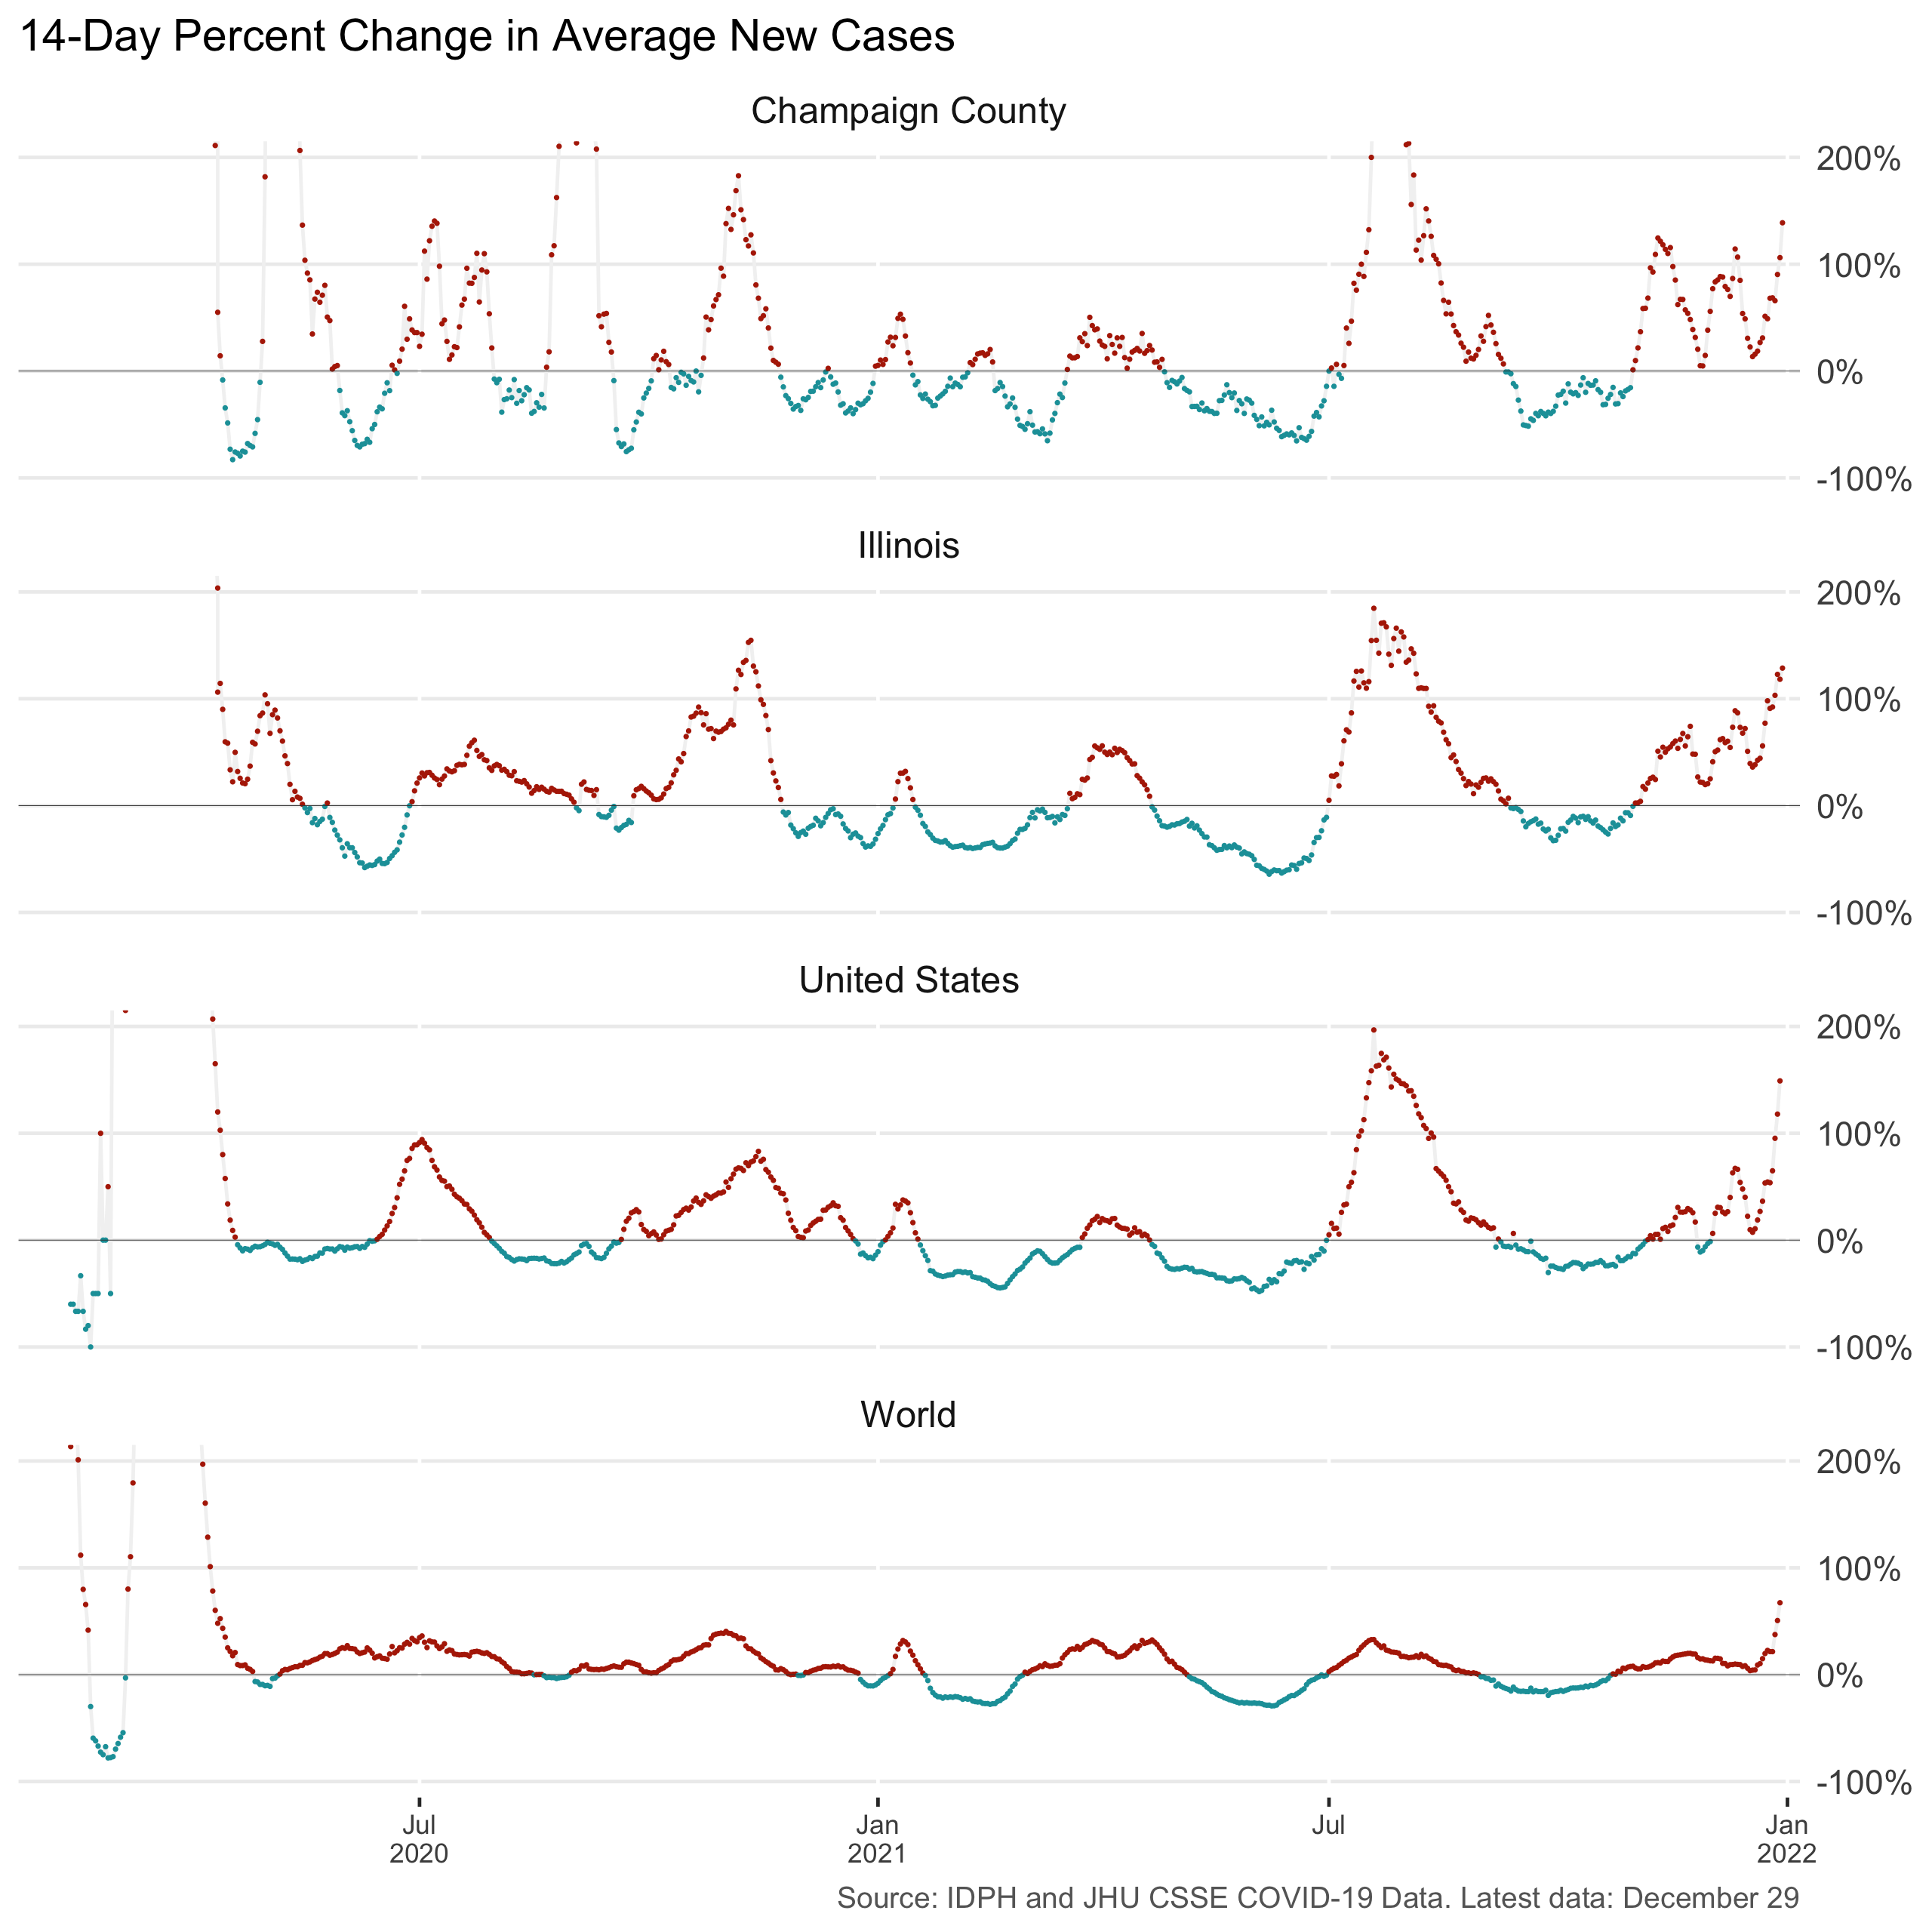 14-Day Percent Change in Average New Cases
Champaign County
200%
100%
0%
-100%
Illinois
200%
100%
0%
-100%
United States
200%
100%
0%
-100%
World
200%
100%
0%
-100%
Jul Jan Jul Jan
2020 2021 2022
Source: IDPH and JHU CSSE COVID-19 Data. Latest data: December 29